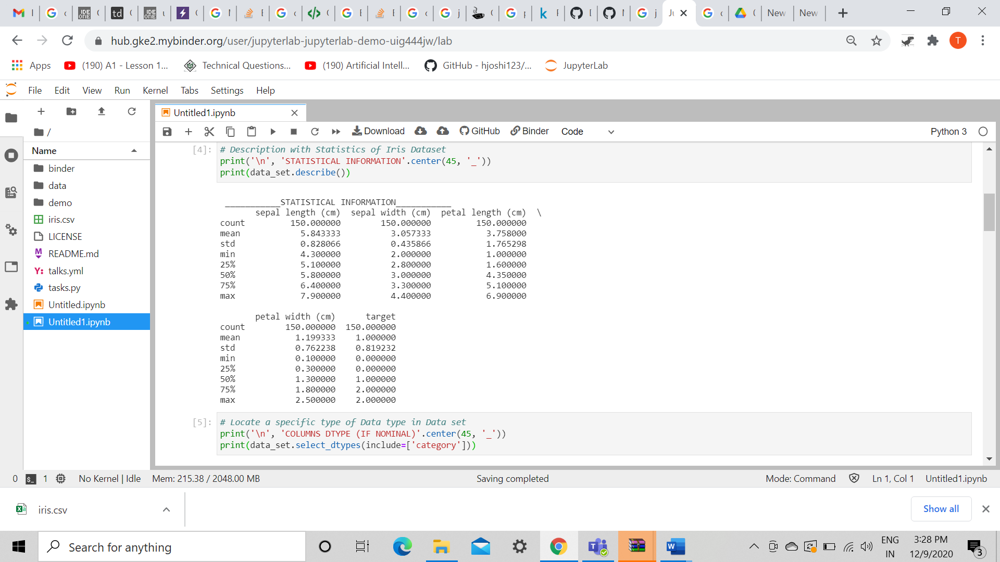 New
New
hub.gke2.mybinder.org/user/jupyterlab-jupyterlab-demo-uig444jw/lab
T
Apps
(190) A1 - Lesson 1...
Technical Questions...
(190) Artificial Intell...
GitHub - hjoshi123/...
JupyterLab
File Edit View Run Kernel Tabs Settings Help
Untitled1.ipynb
Download
GitHub
Binder
Code
Python 3
/
Name
binder
data
demo
iris.csv
LICENSE
README.md
talks.yml
tasks.py
Untitled.ipynb
Untitled1.ipynb
[4]: # Description with Statistics of Iris Dataset
print('\n', 'STATISTICAL INFORMATION'.center(45, '_'))
print(data_set.describe())
___________STATISTICAL INFORMATION___________
sepal length (cm) sepal width (cm) petal length (cm) \
count 150.000000 150.000000 150.000000
mean 5.843333 3.057333 3.758000
std 0.828066 0.435866 1.765298
min 4.300000 2.000000 1.000000
25% 5.100000 2.800000 1.600000
50% 5.800000 3.000000 4.350000
75% 6.400000 3.300000 5.100000
max 7.900000 4.400000 6.900000
petal width (cm) target
count 150.000000 150.000000
mean 1.199333 1.000000
std 0.762238 0.819232
min 0.100000 0.000000
25% 0.300000 0.000000
50% 1.300000 1.000000
75% 1.800000 2.000000
max 2.500000 2.000000
[5]: # Locate a specific type of Data type in Data set
print('\n', 'COLUMNS DTYPE (IF NOMINAL)'.center(45, '_'))
print(data_set.select_dtypes(include=['category']))
0 $_ 1 No Kernel | Idle Mem: 215.38 / 2048.00 MB Saving completed Mode: Command Ln 1, Col 1 Untitled1.ipynb
iris.csv
Show all
Search for anything
ENG
IN
3:28 PM
12/9/2020
3